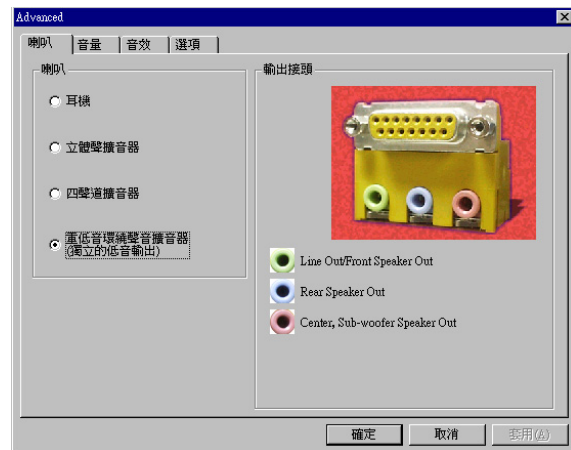 Advanced
喇叭 音量 音效 選項
喇叭
耳機
立體聲擴音器
四聲道擴音器
重低音環繞聲音擴音器
(獨立的低音輸出)
輸出接頭
Line Out/Front Speaker Out
Rear Speaker Out
Center, Sub-woofer Speaker Out
確定 取消 套用(A)